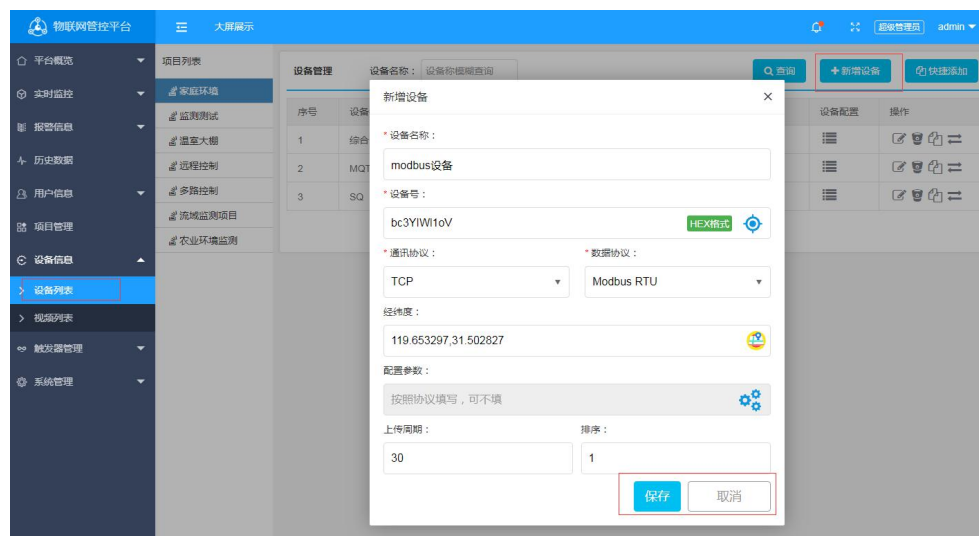 物联网管控平台
大屏展示
超级管理员 admin
平台概览
实时监控
报警信息
历史数据
用户信息
项目管理
设备信息
设备列表
视频列表
触发器管理
系统管理
项目列表
家庭环境
监测测试
温室大棚
远程控制
多路控制
流域监测项目
农业环境监测
设备管理 设备名称： 设备称模糊查询 查询 +新增设备 快捷添加
序号 设备 设备配置 操作
1 综合
2 MQT
3 SQ
新增设备 ×
* 设备名称：
modbus设备
* 设备号：
bc3YIWl1oV HEX格式
* 通讯协议： * 数据协议：
TCP Modbus RTU
经纬度：
119.653297,31.502827
配置参数：
按照协议填写，可不填
上传周期： 排序：
30 1
保存 取消